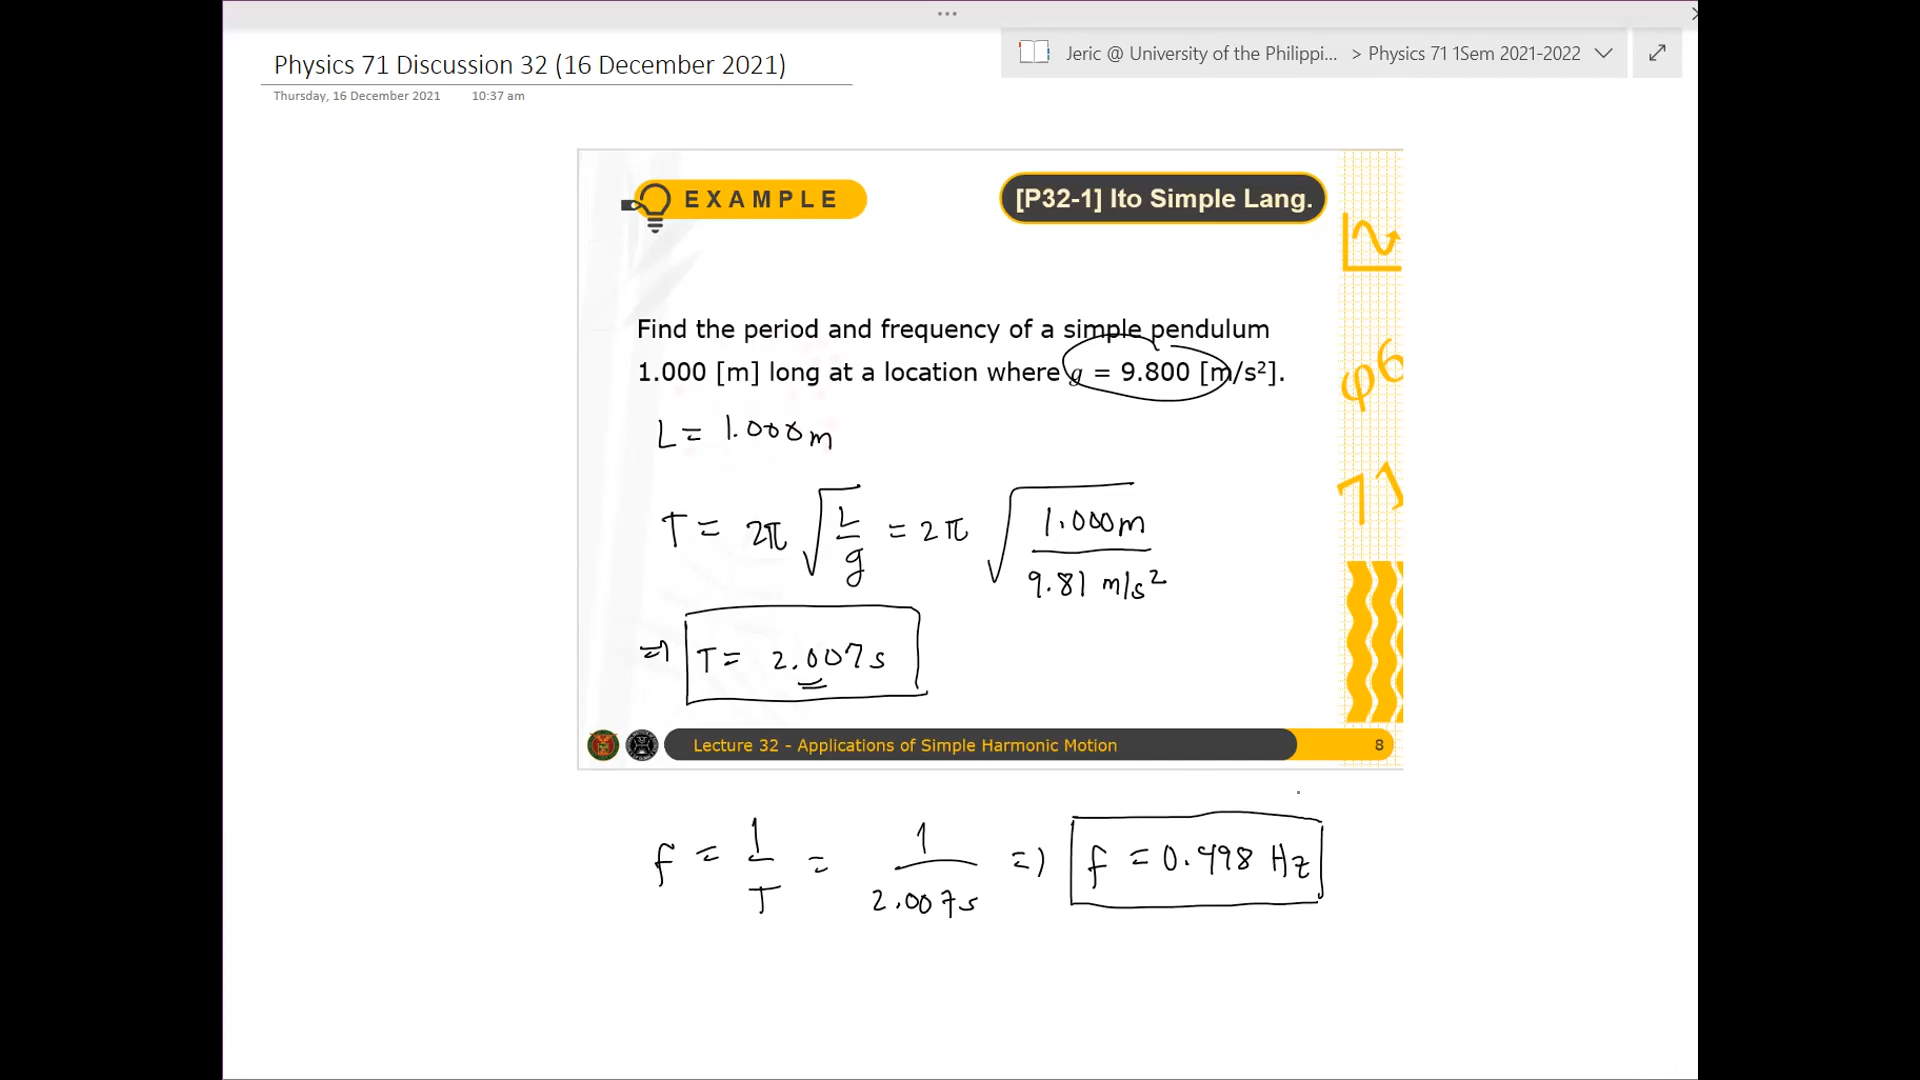 Physics 71 Discussion 32 (16 December 2021)
Thursday, 16 December 2021 10:37 am
Jeric @ University of the Philippi... > Physics 71 1Sem 2021-2022
EXAMPLE
[P32-1] Ito Simple Lang.
Find the period and frequency of a simple pendulum
1.000 [m] long at a location where g = 9.800 [m/s²].
L = 1.000 m
T = 2π √(L/g) = 2π √(1.000 m / 9.81 m/s²)
⇒ T = 2.007 s
Lecture 32 - Applications of Simple Harmonic Motion 8
f = 1/T = 1/2.007 s ⇒ f = 0.498 Hz
φ6
71